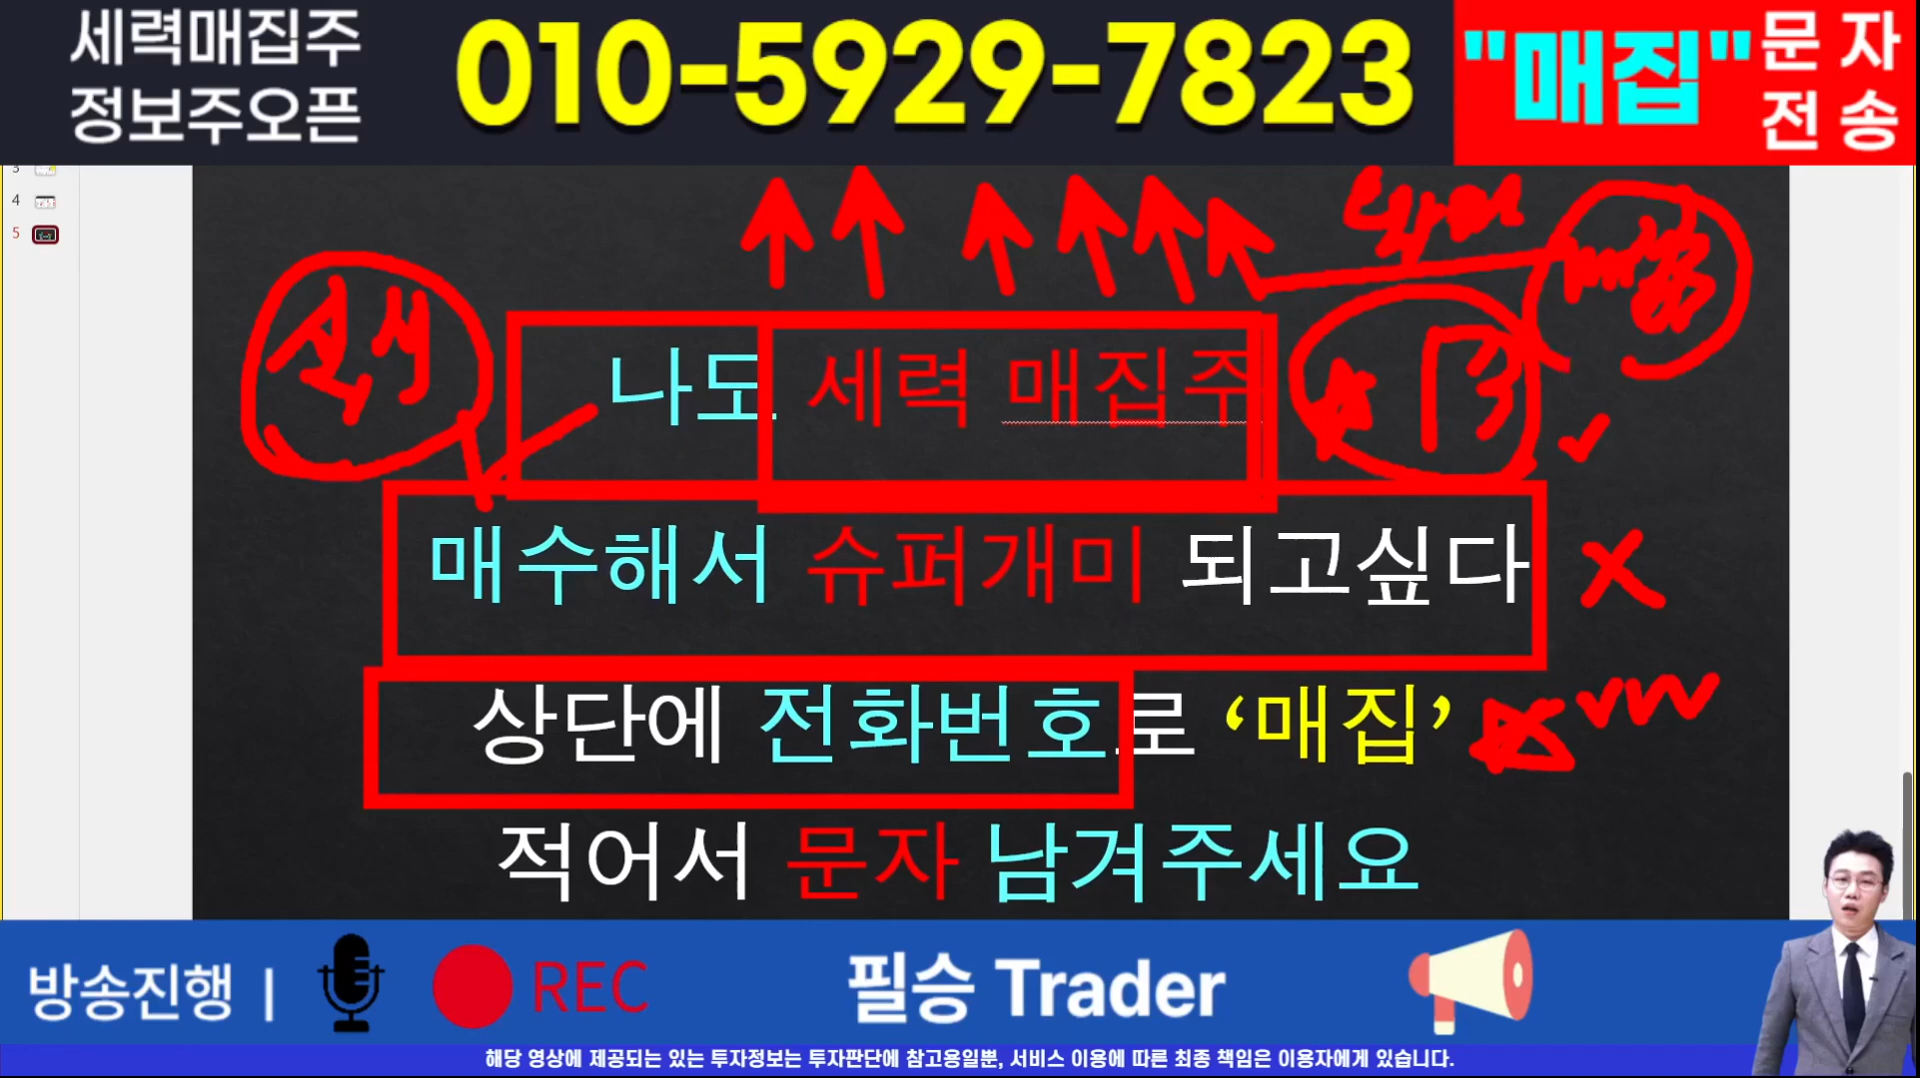 세력매집주
정보주오픈
010-5929-7823
"매집"
문자
전송
4
5
나도 세력 매집주
매수해서 슈퍼개미 되고싶다
상단에 전화번호로 ‘매집’
적어서 문자 남겨주세요
방송진행 |
REC
필승 Trader
해당 영상에 제공되는 있는 투자정보는 투자판단에 참고용일뿐, 서비스 이용에 따른 최종 책임은 이용자에게 있습니다.